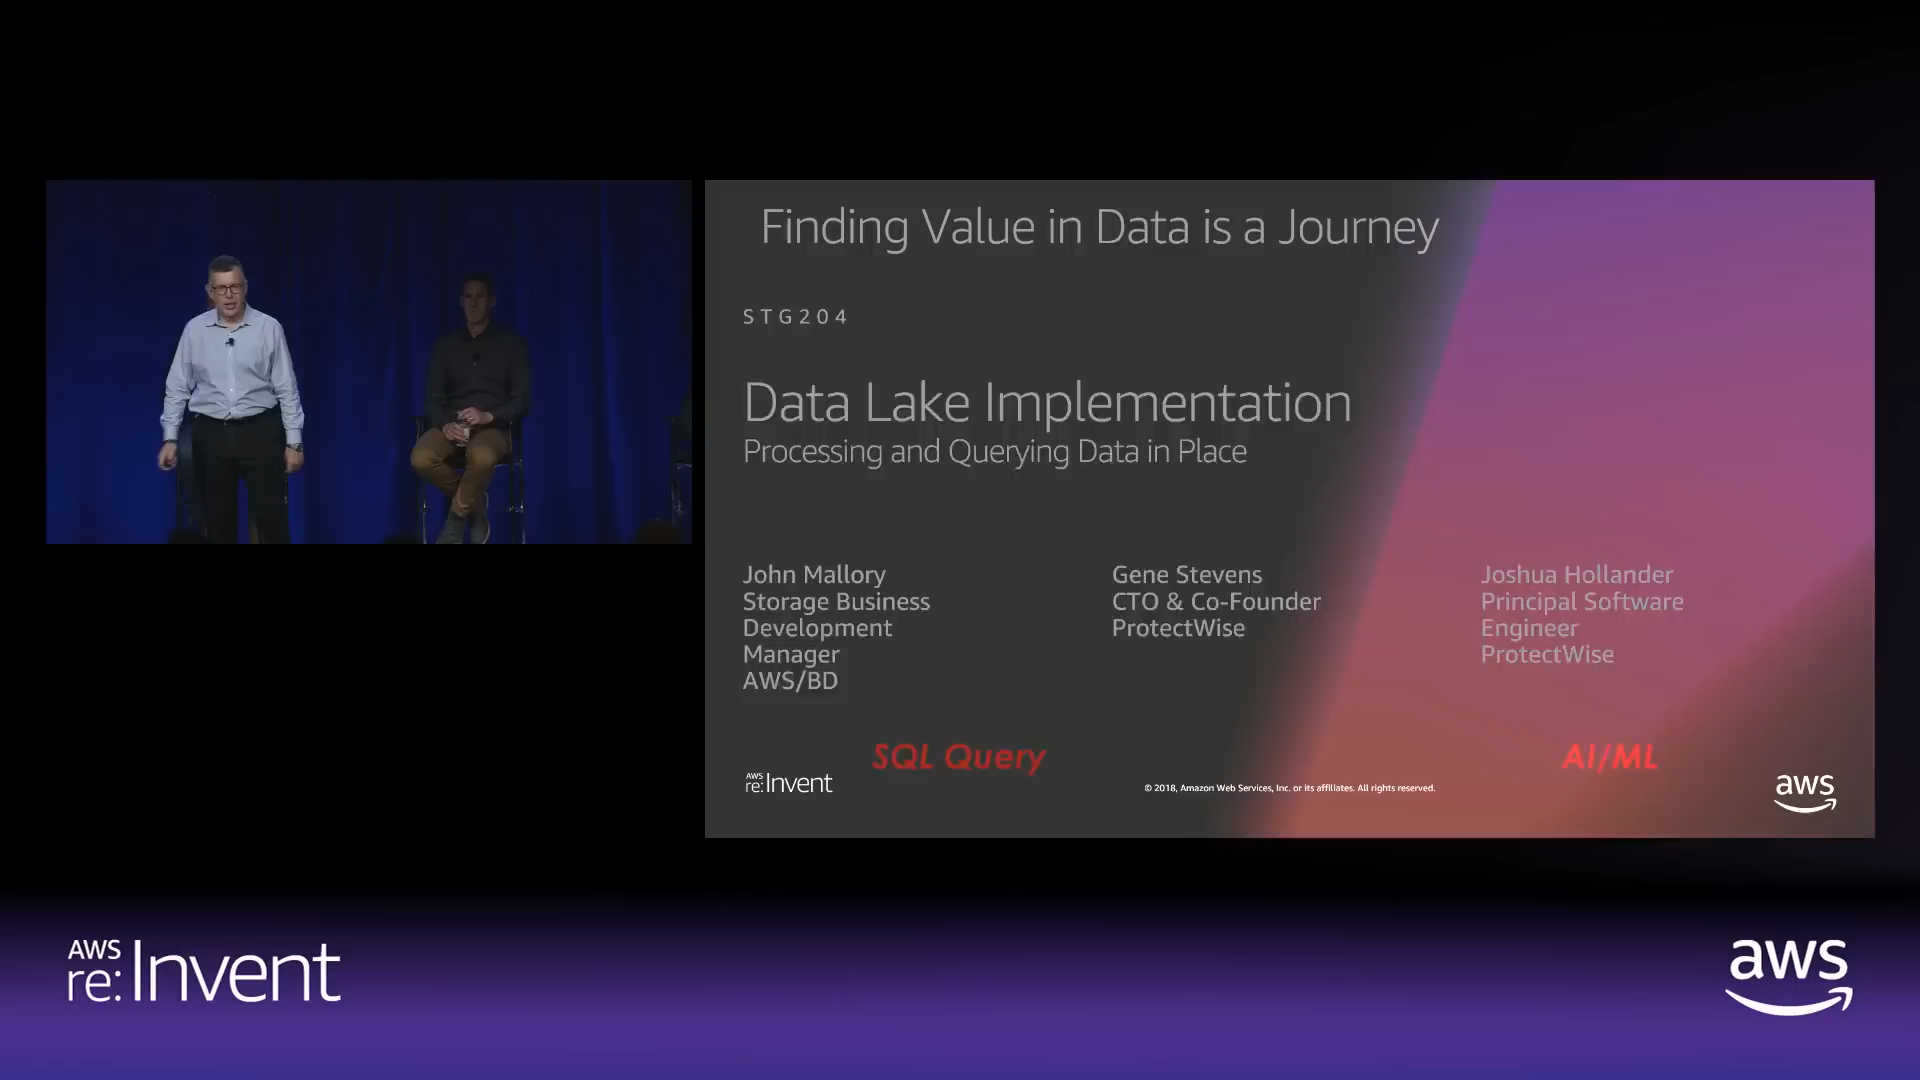 Finding Value in Data is a Journey
STG204
Data Lake Implementation
Processing and Querying Data in Place
John Mallory
Storage Business
Development
Manager
AWS/BD
Gene Stevens
CTO & Co-Founder
ProtectWise
Joshua Hollander
Principal Software
Engineer
ProtectWise
SQL Query
AI/ML
AWS
re:Invent
© 2018, Amazon Web Services, Inc. or its affiliates. All rights reserved.
aws
AWS
re:Invent
aws